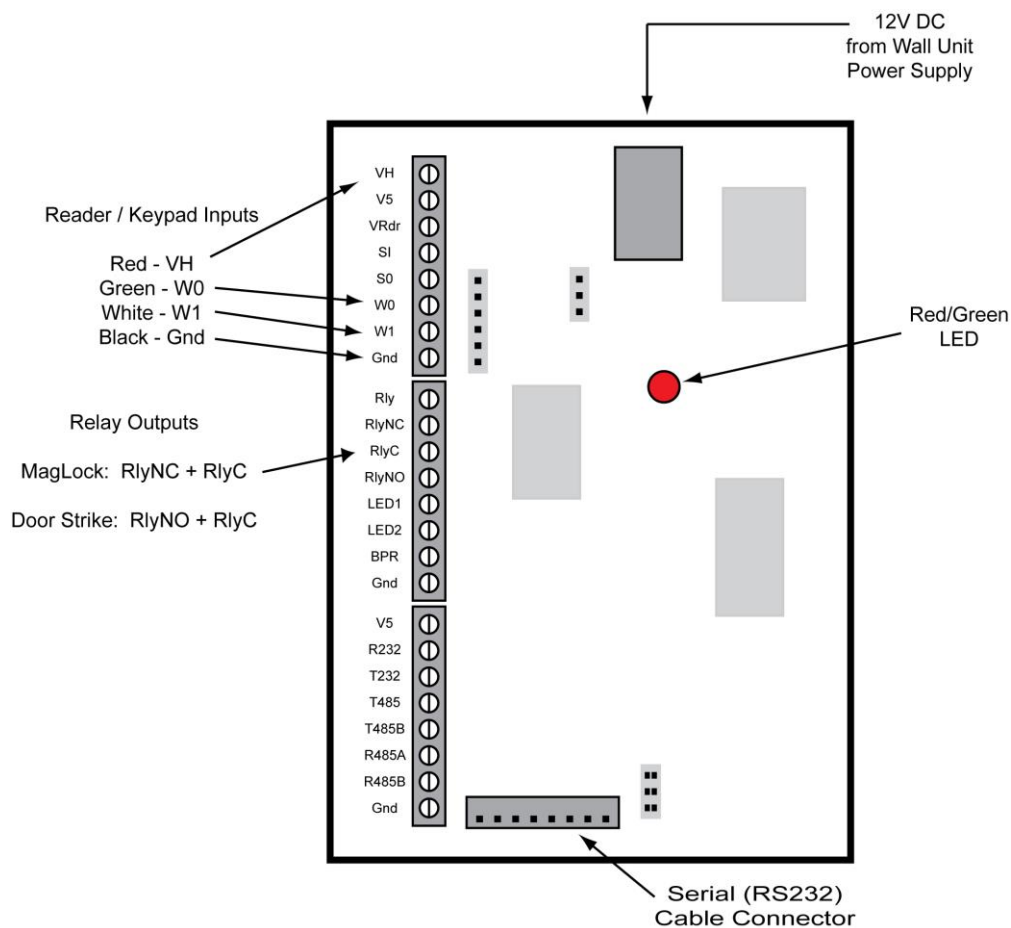 12V DC
from Wall Unit
Power Supply
Reader / Keypad Inputs
Red - VH
Green - W0
White - W1
Black - Gnd
VH
V5
VRdr
SI
S0
W0
W1
Gnd
Red/Green
LED
Relay Outputs
MagLock: RlyNC + RlyC
Door Strike: RlyNO + RlyC
Rly
RlyNC
RlyC
RlyNO
LED1
LED2
BPR
Gnd
V5
R232
T232
T485
T485B
R485A
R485B
Gnd
Serial (RS232)
Cable Connector